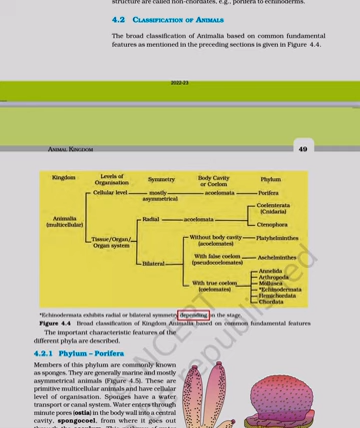 structure are called non-chordates, e.g., porifera to echinoderms.
4.2 CLASSIFICATION OF ANIMALS
The broad classification of Animalia based on common fundamental
features as mentioned in the preceding sections is given in Figure 4.4.
2022-23
ANIMAL KINGDOM 49
Kingdom Levels of Organisation Symmetry Body Cavity or Coelom Phylum
Cellular level mostly asymmetrical acoelomata Porifera
Animalia (multicellular)
Tissue/Organ/ Organ system
Radial acoelomata
Coelenterata (Cnidaria)
Ctenophora
Bilateral
Without body cavity (acoelomates) Platyhelminthes
With false coelom (pseudocoelomates) Aschelminthes
With true coelom (coelomates)
Annelida
Arthropoda
Mollusca
*Echinodermata
Hemichordata
Chordata
*Echinodermata exhibits radial or bilateral symmetry depending on the stage.
Figure 4.4 Broad classification of Kingdom Animalia based on common fundamental features
The important characteristic features of the
different phyla are described.
4.2.1 Phylum – Porifera
Members of this phylum are commonly known
as sponges. They are generally marine and mostly
asymmetrical animals (Figure 4.5). These are
primitive multicellular animals and have cellular
level of organisation. Sponges have a water
transport or canal system. Water enters through
minute pores (ostia) in the body wall into a central
cavity, spongocoel, from where it goes out
NCERT
republished